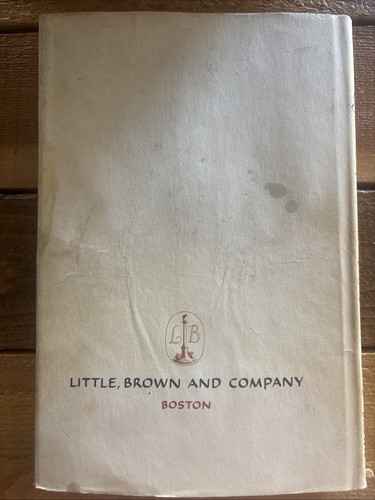 LB
LITTLE, BROWN AND COMPANY
BOSTON